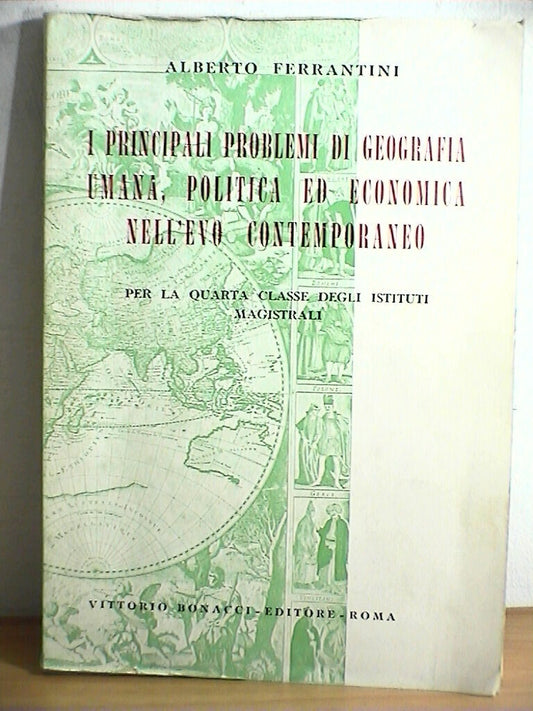 ALBERTO FERRANTINI
I PRINCIPALI PROBLEMI DI GEOGRAFIA
UMANA, POLITICA ED ECONOMICA
NELL'EVO CONTEMPORANEO
PER LA QUARTA CLASSE DEGLI ISTITUTI
MAGISTRALI
VITTORIO BONACCI-EDITORE-ROMA